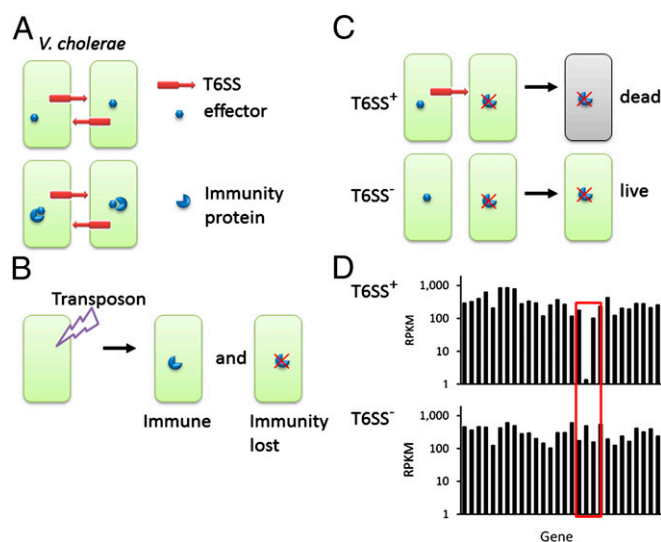 A
V. cholerae
T6SS
effector
Immunity
protein
B
Transposon
and
Immune
Immunity
lost
C
T6SS+
dead
T6SS-
live
D
T6SS+
RPKM
1,000
100
10
1
T6SS-
RPKM
1,000
100
10
1
Gene